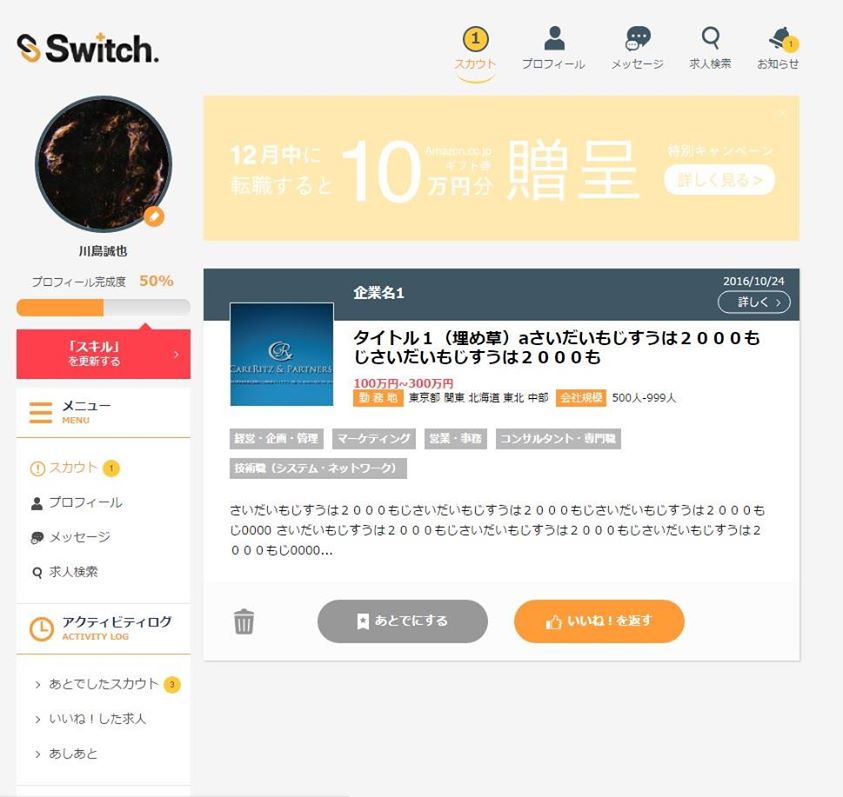 Switch.
1
スカウト
プロフィール
メッセージ
求人検索
1
お知らせ
12月中に
転職すると
10
Amazon.co.jp
ギフト券
万円分
贈呈
特別キャンペーン
詳しく見る >
川島誠也
プロフィール完成度 50%
「スキル」
を更新する
メニュー
MENU
スカウト 1
プロフィール
メッセージ
求人検索
アクティビティログ
ACTIVITY LOG
あとでしたスカウト 3
いいね！した求人
あしあと
企業名1
2016/10/24
詳しく
CareRitz & Partners
タイトル１（埋め草）aさいだいもじすうは２０００も
じさいだいもじすうは２０００も
100万円~300万円
勤務地 東京都 関東 北海道 東北 中部 会社規模 500人-999人
経営・企画・管理 マーケティング 営業・事務 コンサルタント・専門職
技術職（システム・ネットワーク）
さいだいもじすうは２０００もじさいだいもじすうは２０００もじさいだいもじすうは２０００も
じ0000 さいだいもじすうは２０００もじさいだいもじすうは２０００もじさいだいもじすうは２
０００もじ0000...
あとでにする
いいね！を返す